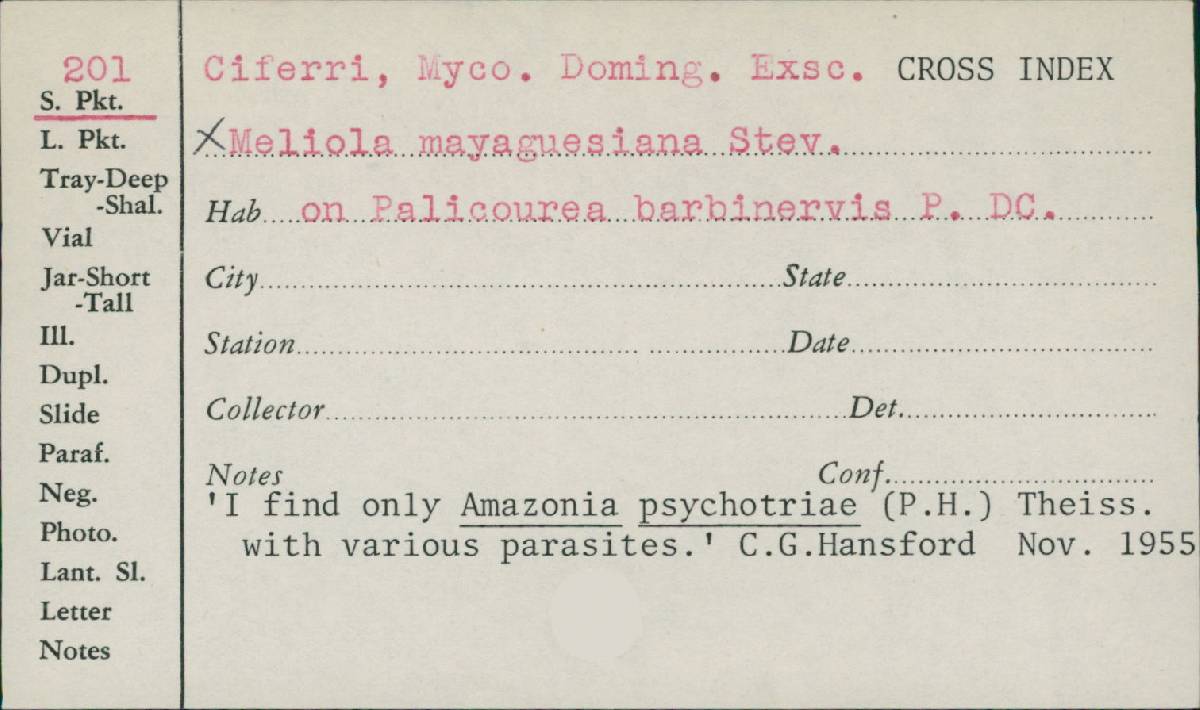 201
S. Pkt.
L. Pkt.
Tray-Deep
-Shal.
Vial
Jar-Short
-Tall
Ill.
Dupl.
Slide
Paraf.
Neg.
Photo.
Lant. Sl.
Letter
Notes
Ciferri, Myco. Doming. Exsc. CROSS INDEX
XMeliola mayaguesiana Stev.
Hab on Palicourea barbinervis P. DC.
City State
Station Date
Collector Det.
Notes Conf.
'I find only Amazonia psychotriae (P.H.) Theiss.
with various parasites.' C.G.Hansford Nov. 1955